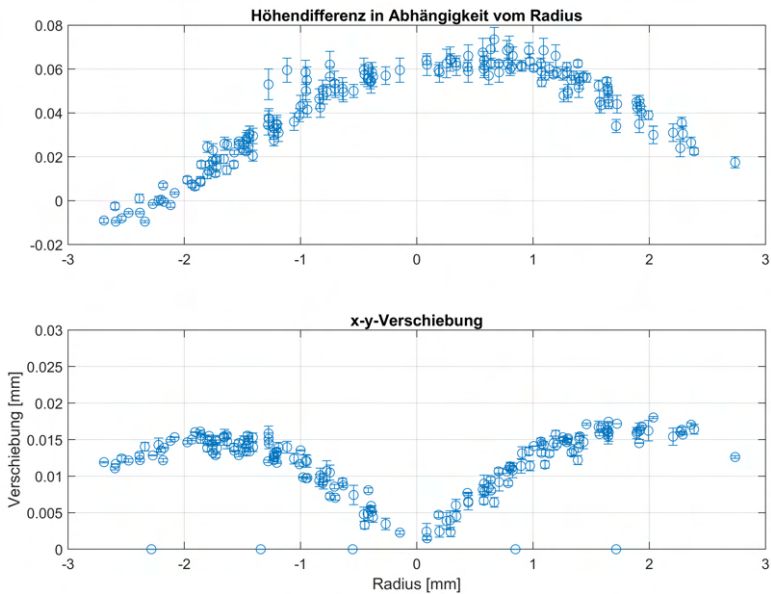 Höhendifferenz in Abhängigkeit vom Radius
0.08
0.06
0.04
0.02
0
-0.02
-3 -2 -1 0 1 2 3
x-y-Verschiebung
0.03
0.025
0.02
0.015
0.01
0.005
0
Verschiebung [mm]
-3 -2 -1 0 1 2 3
Radius [mm]